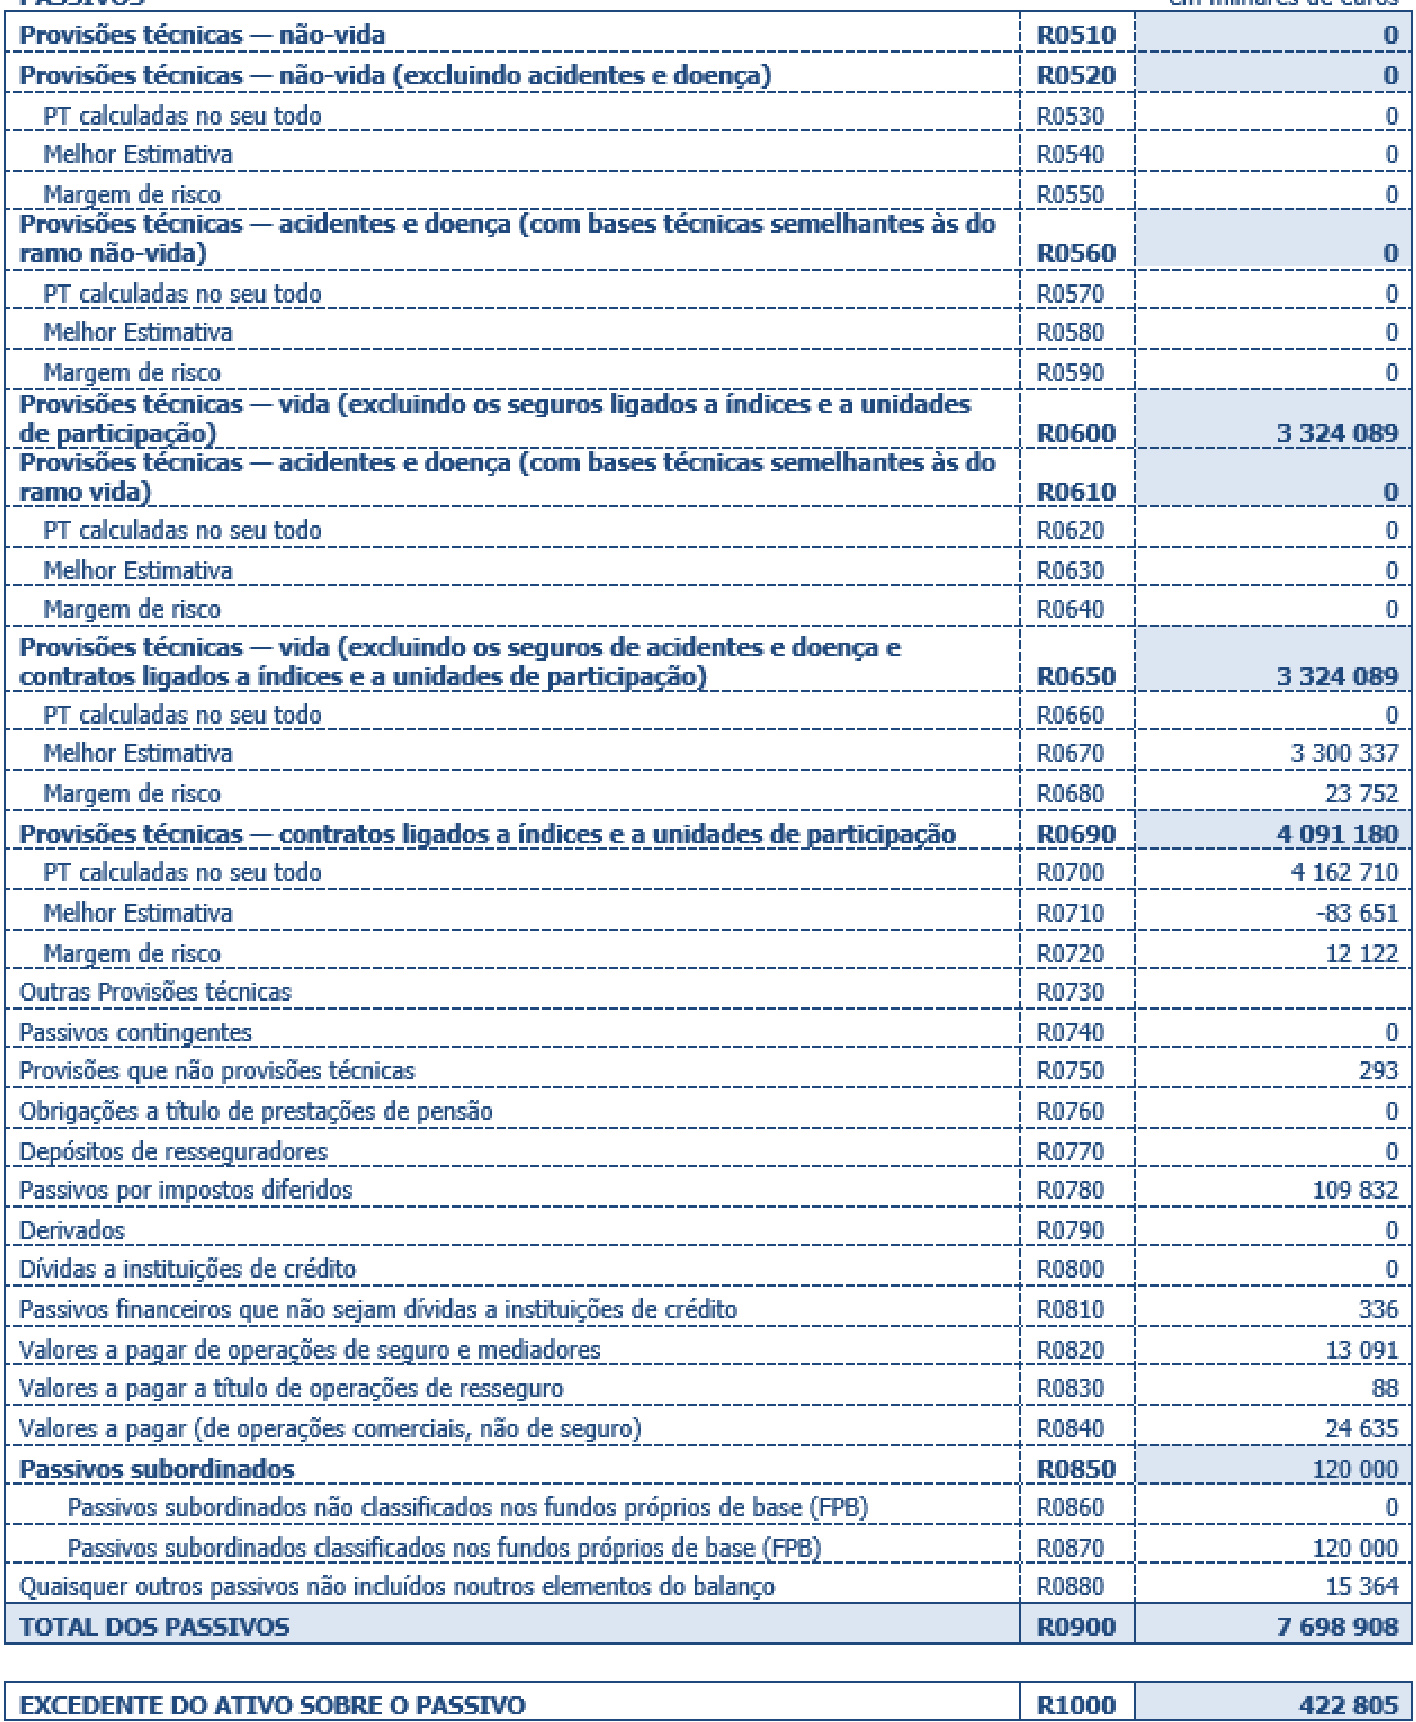 PASSIVOS em milhares de euros
Provisões técnicas — não-vida R0510 0
Provisões técnicas — não-vida (excluindo acidentes e doença) R0520 0
PT calculadas no seu todo R0530 0
Melhor Estimativa R0540 0
Margem de risco R0550 0
Provisões técnicas — acidentes e doença (com bases técnicas semelhantes às do
ramo não-vida) R0560 0
PT calculadas no seu todo R0570 0
Melhor Estimativa R0580 0
Margem de risco R0590 0
Provisões técnicas — vida (excluindo os seguros ligados a índices e a unidades
de participação) R0600 3 324 089
Provisões técnicas — acidentes e doença (com bases técnicas semelhantes às do
ramo vida) R0610 0
PT calculadas no seu todo R0620 0
Melhor Estimativa R0630 0
Margem de risco R0640 0
Provisões técnicas — vida (excluindo os seguros de acidentes e doença e
contratos ligados a índices e a unidades de participação) R0650 3 324 089
PT calculadas no seu todo R0660 0
Melhor Estimativa R0670 3 300 337
Margem de risco R0680 23 752
Provisões técnicas — contratos ligados a índices e a unidades de participação R0690 4 091 180
PT calculadas no seu todo R0700 4 162 710
Melhor Estimativa R0710 -83 651
Margem de risco R0720 12 122
Outras Provisões técnicas R0730
Passivos contingentes R0740 0
Provisões que não provisões técnicas R0750 293
Obrigações a título de prestações de pensão R0760 0
Depósitos de resseguradores R0770 0
Passivos por impostos diferidos R0780 109 832
Derivados R0790 0
Dívidas a instituições de crédito R0800 0
Passivos financeiros que não sejam dívidas a instituições de crédito R0810 336
Valores a pagar de operações de seguro e mediadores R0820 13 091
Valores a pagar a título de operações de resseguro R0830 88
Valores a pagar (de operações comerciais, não de seguro) R0840 24 635
Passivos subordinados R0850 120 000
Passivos subordinados não classificados nos fundos próprios de base (FPB) R0860 0
Passivos subordinados classificados nos fundos próprios de base (FPB) R0870 120 000
Quaisquer outros passivos não incluídos noutros elementos do balanço R0880 15 364
TOTAL DOS PASSIVOS R0900 7 698 908
EXCEDENTE DO ATIVO SOBRE O PASSIVO R1000 422 805